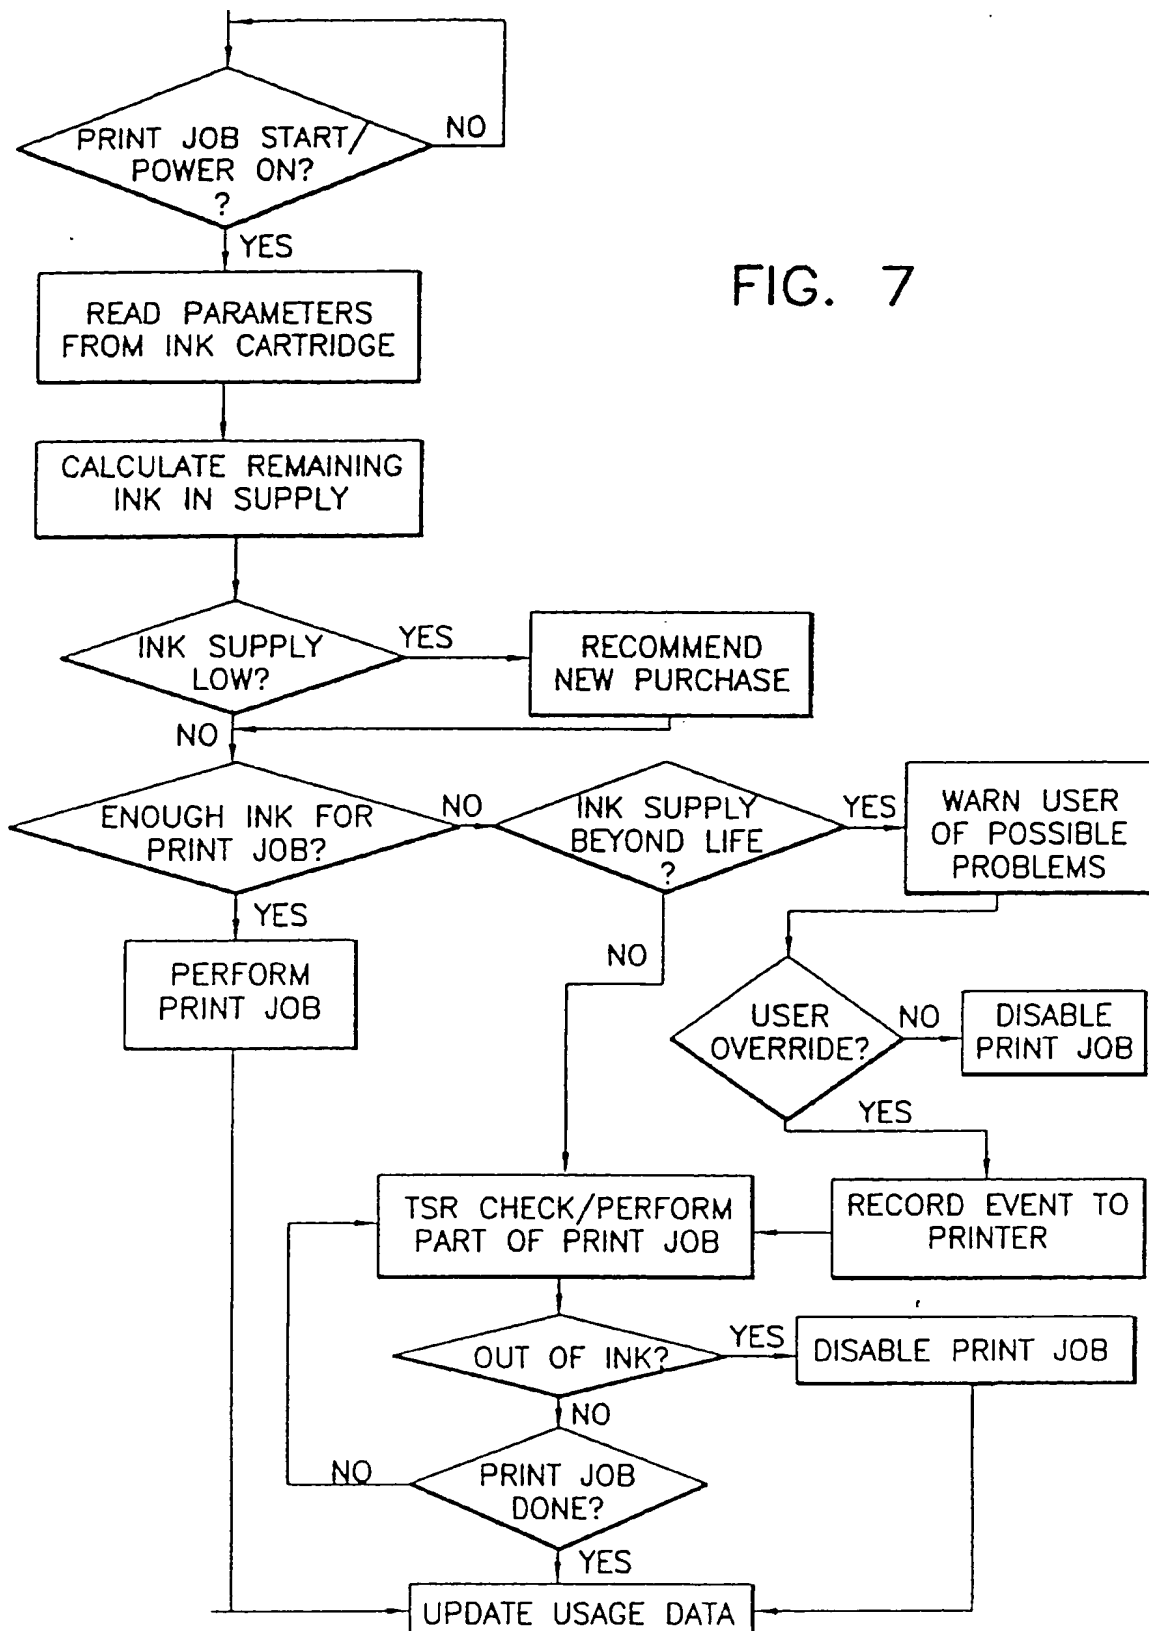 PRINT JOB START/
POWER ON?
?
NO
YES
FIG. 7
READ PARAMETERS
FROM INK CARTRIDGE
CALCULATE REMAINING
INK IN SUPPLY
INK SUPPLY
LOW?
YES
RECOMMEND
NEW PURCHASE
NO
ENOUGH INK FOR
PRINT JOB?
NO
INK SUPPLY
BEYOND LIFE
?
YES
WARN USER
OF POSSIBLE
PROBLEMS
YES
PERFORM
PRINT JOB
NO
USER
OVERRIDE?
NO
DISABLE
PRINT JOB
YES
TSR CHECK/PERFORM
PART OF PRINT JOB
RECORD EVENT TO
PRINTER
OUT OF INK?
YES
DISABLE PRINT JOB
NO
PRINT JOB
DONE?
NO
YES
UPDATE USAGE DATA